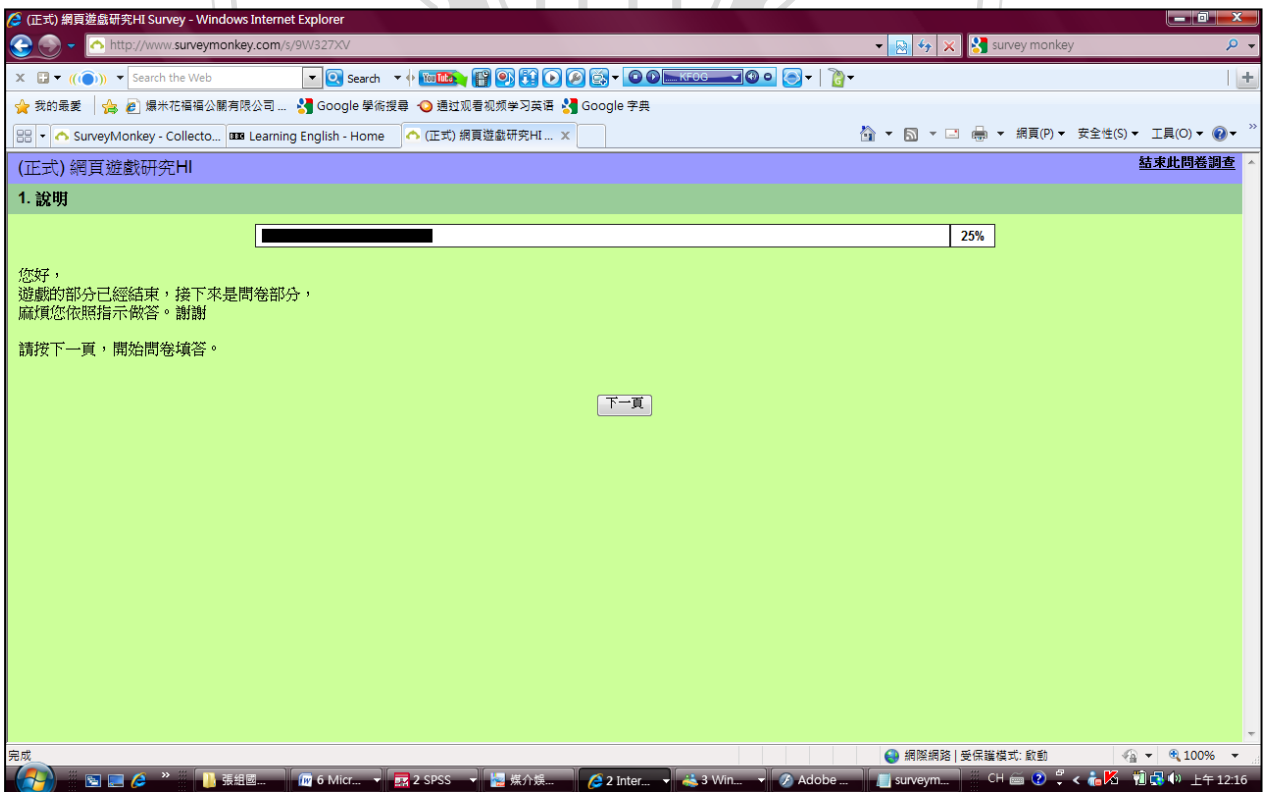 (正式) 網頁遊戲研究HI Survey - Windows Internet Explorer
http://www.surveymonkey.com/s/9W327XV
survey monkey
Search the Web
Search
YouTube
KFOG
我的最愛
爆米花福福公關有限公司 ...
Google 學術搜尋
通过观看视频学习英语
Google 字典
SurveyMonkey - Collecto...
Learning English - Home
(正式) 網頁遊戲研究HI ...
網頁(P)
安全性(S)
工具(O)
(正式) 網頁遊戲研究HI
結束此問卷調查
1. 說明
25%
您好，
遊戲的部分已經結束，接下來是問卷部分，
麻煩您依照指示做答。謝謝
請按下一頁，開始問卷填答。
下一頁
完成
網際網路 | 受保護模式: 啟動
100%
張組國...
6 Micr...
2 SPSS
媒介娛...
2 Inter...
3 Win...
Adobe ...
surveym...
CH
上午 12:16